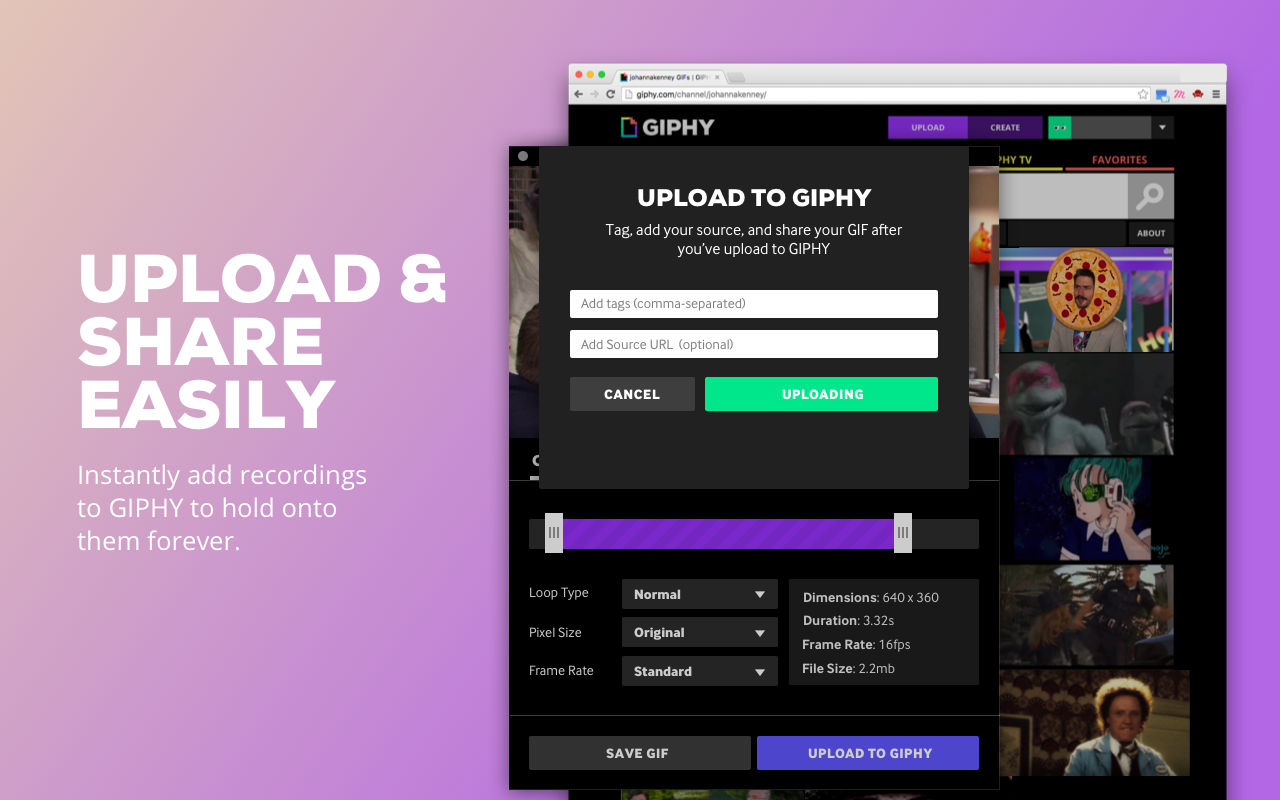 UPLOAD &
SHARE
EASILY
Instantly add recordings
to GIPHY to hold onto
them forever.
johannakenney GIFs | GIPH
giphy.com/channel/johannakenney/
GIPHY
UPLOAD
CREATE
PHY TV
FAVORITES
ABOUT
UPLOAD TO GIPHY
Tag, add your source, and share your GIF after
you've upload to GIPHY
Add tags (comma-separated)
Add Source URL (optional)
CANCEL
UPLOADING
Loop Type
Normal
Pixel Size
Original
Frame Rate
Standard
Dimensions: 640 x 360
Duration: 3.32s
Frame Rate: 16fps
File Size: 2.2mb
SAVE GIF
UPLOAD TO GIPHY